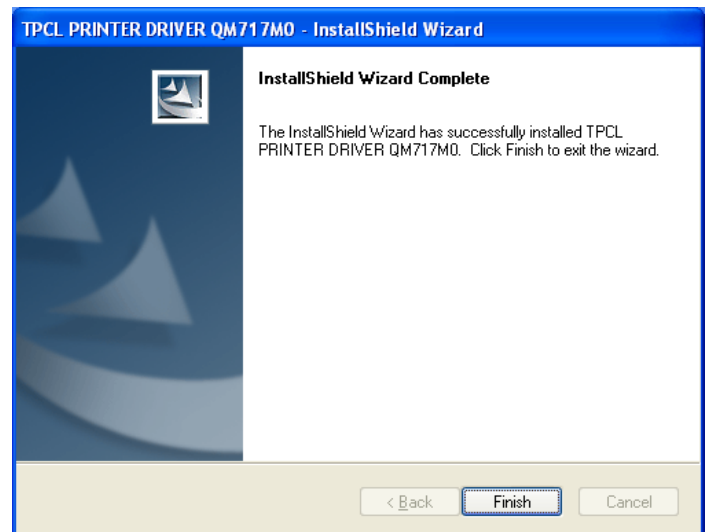 TPCL PRINTER DRIVER QM717M0 - InstallShield Wizard
InstallShield Wizard Complete
The InstallShield Wizard has successfully installed TPCL
PRINTER DRIVER QM717M0. Click Finish to exit the wizard.
< Back Finish Cancel